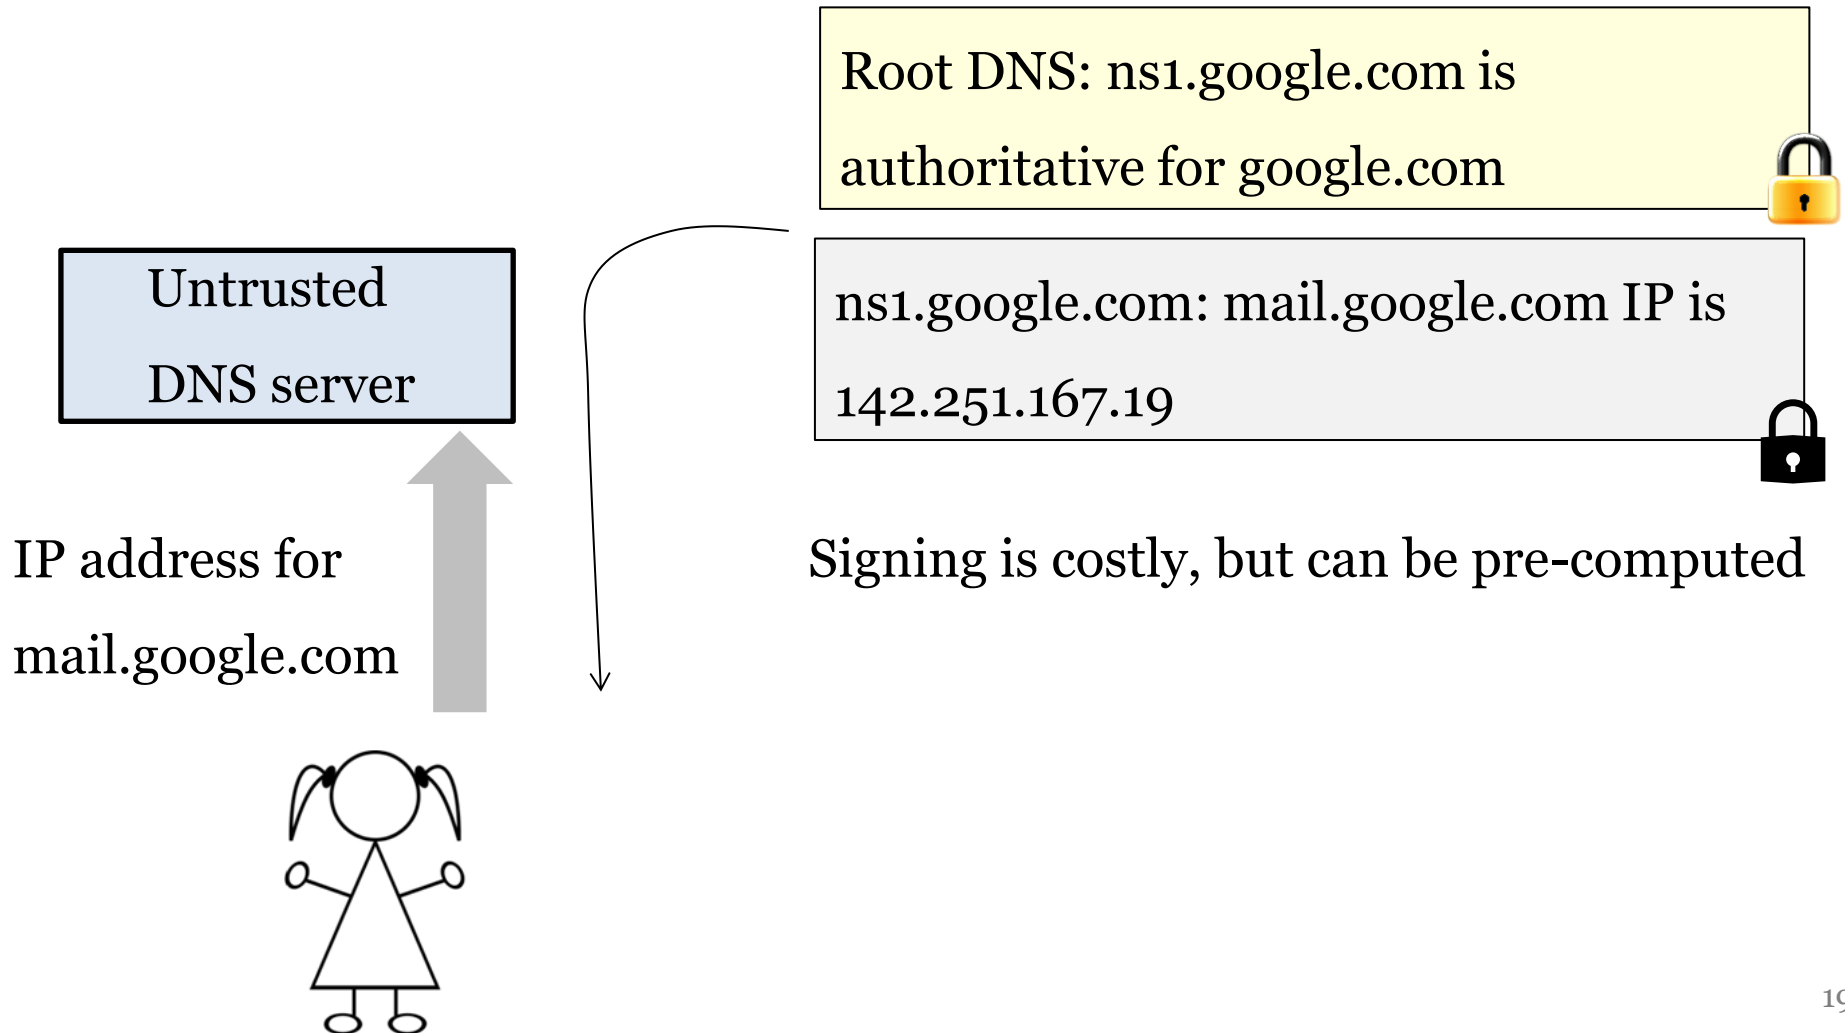 Root DNS: ns1.google.com is
authoritative for google.com
Untrusted
DNS server
ns1.google.com: mail.google.com IP is
142.251.167.19
IP address for
mail.google.com
Signing is costly, but can be pre-computed
19